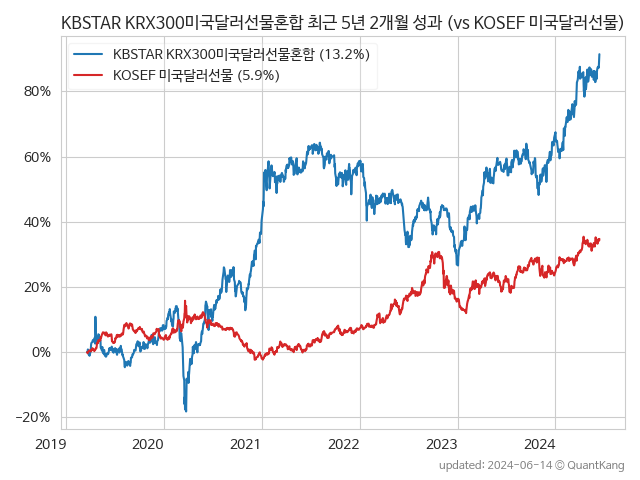 KBSTAR KRX300미국달러선물혼합 최근 5년 2개월 성과 (vs KOSEF 미국달러선물)
KBSTAR KRX300미국달러선물혼합 (13.2%)
KOSEF 미국달러선물 (5.9%)
80%
60%
40%
20%
0%
−20%
2019 2020 2021 2022 2023 2024
updated: 2024-06-14 © QuantKang